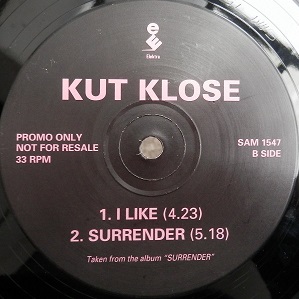 Elektra
KUT KLOSE
PROMO ONLY
NOT FOR RESALE
33 RPM
SAM 1547
B SIDE
1. I LIKE (4.23)
2. SURRENDER (5.18)
Taken from the album "SURRENDER"